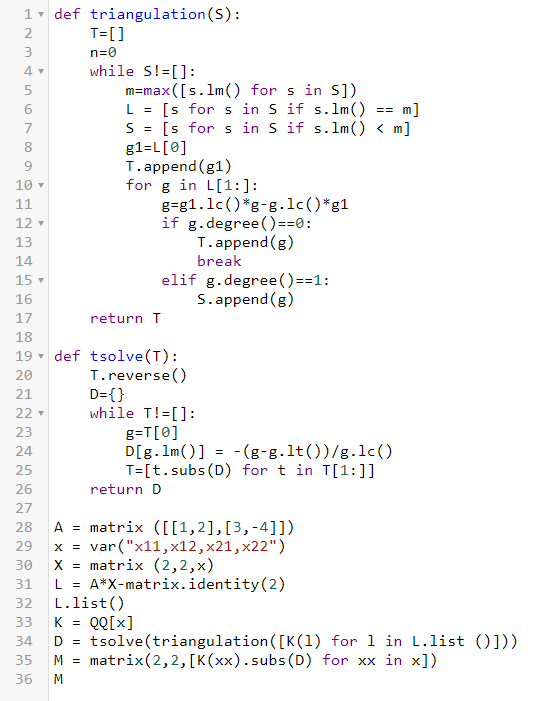 1 def triangulation(S):
2 T=[]
3 n=0
4 while S!=[]:
5 m=max([s.lm() for s in S])
6 L = [s for s in S if s.lm() == m]
7 S = [s for s in S if s.lm() < m]
8 g1=L[0]
9 T.append(g1)
10 for g in L[1:]:
11 g=g1.lc()*g-g.lc()*g1
12 if g.degree()==0:
13 T.append(g)
14 break
15 elif g.degree()==1:
16 S.append(g)
17 return T
18
19 def tsolve(T):
20 T.reverse()
21 D={}
22 while T!=[]:
23 g=T[0]
24 D[g.lm()] = -(g-g.lt())/g.lc()
25 T=[t.subs(D) for t in T[1:]]
26 return D
27
28 A = matrix ([[1,2],[3,-4]])
29 x = var("x11,x12,x21,x22")
30 X = matrix (2,2,x)
31 L = A*X-matrix.identity(2)
32 L.list()
33 K = QQ[x]
34 D = tsolve(triangulation([K(l) for l in L.list ()]))
35 M = matrix(2,2,[K(xx).subs(D) for xx in x])
36 M